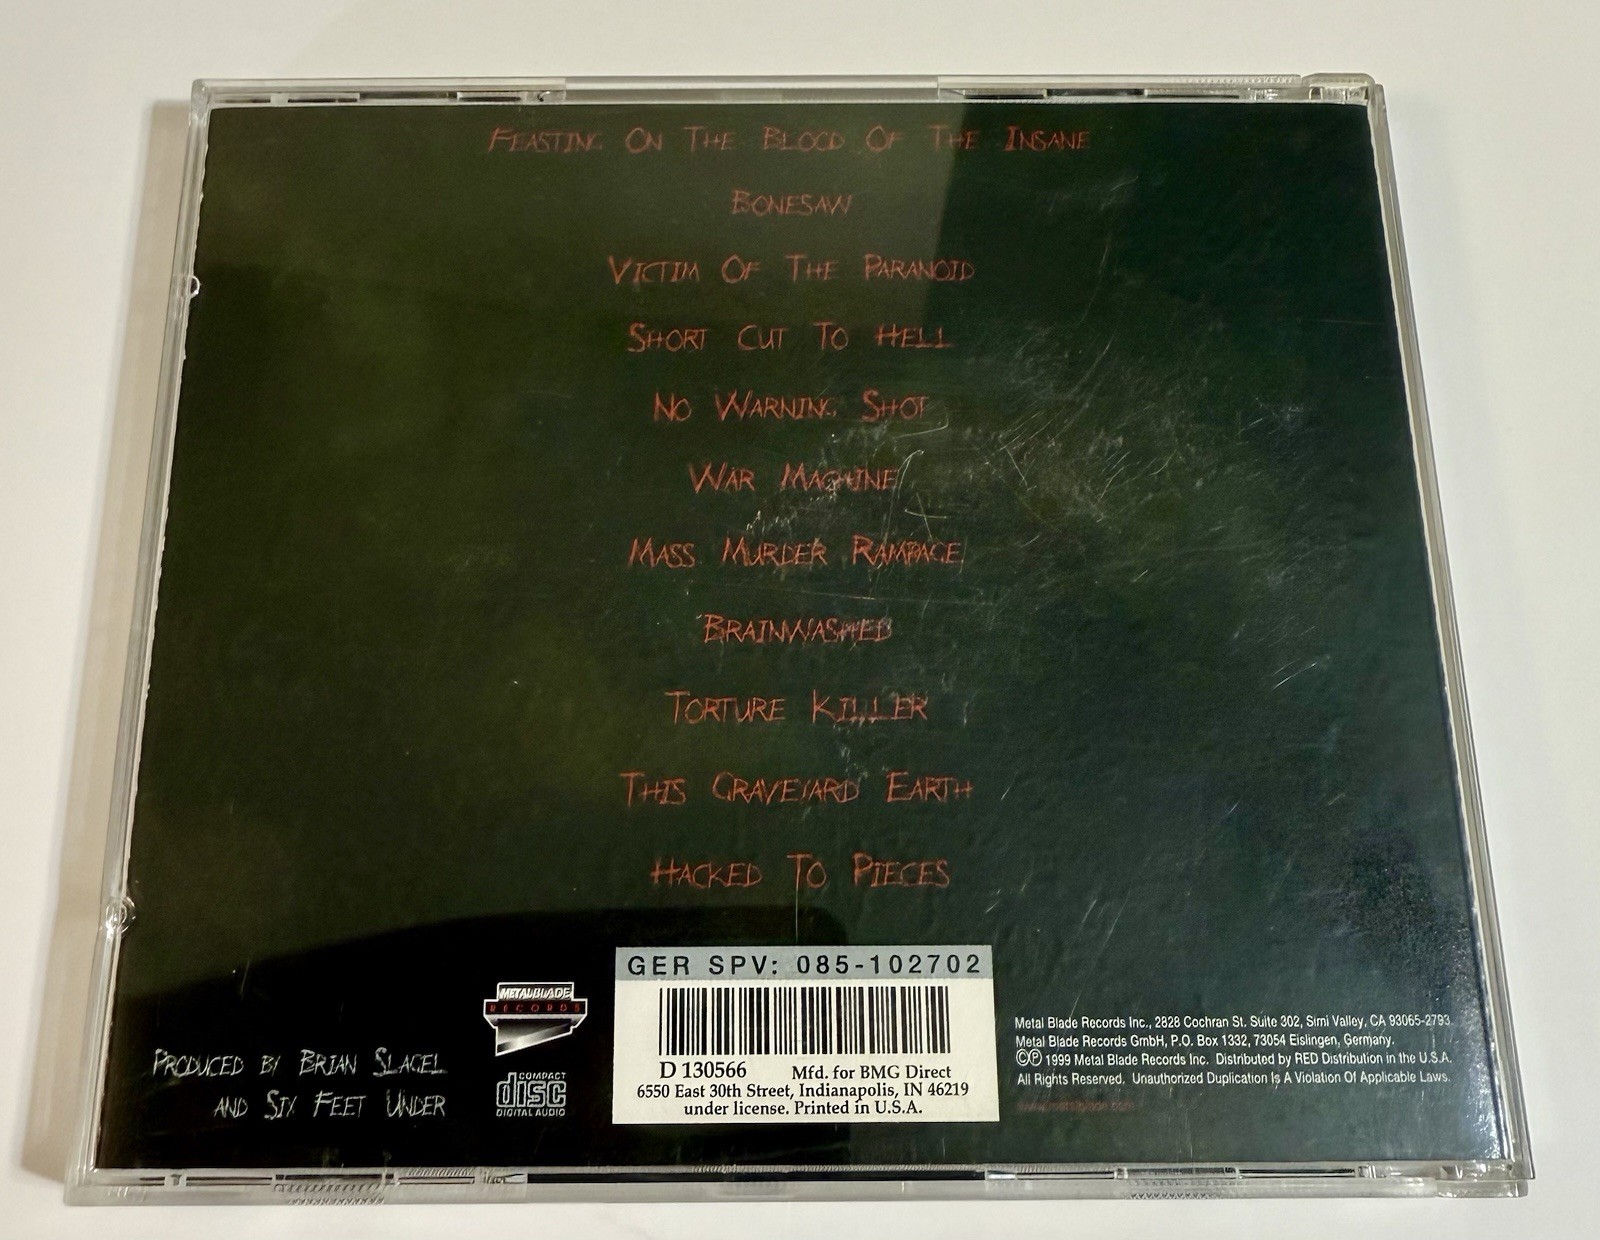 FEASTING ON THE BLOOD OF THE INSANE
BONESAW
VICTIM OF THE PARANOID
SHORT CUT TO HELL
NO WARNING SHOT
WAR MACHINE
MASS MURDER RAMPAGE
BRAINWASHED
TORTURE KILLER
THIS GRAVEYARD EARTH
HACKED TO PIECES
PRODUCED BY BRIAN SLAGEL
AND SIX FEET UNDER
METAL BLADE
RECORDS
COMPACT
disc
DIGITAL AUDIO
GER SPV: 085-102702
D 130566 Mfd. for BMG Direct
6550 East 30th Street, Indianapolis, IN 46219
under license. Printed in U.S.A.
Metal Blade Records Inc., 2828 Cochran St. Suite 302, Simi Valley, CA 93065-2793
Metal Blade Records GmbH, P.O. Box 1332, 73054 Eislingen, Germany.
©℗ 1999 Metal Blade Records Inc. Distributed by RED Distribution in the U.S.A.
All Rights Reserved. Unauthorized Duplication Is A Violation Of Applicable Laws.